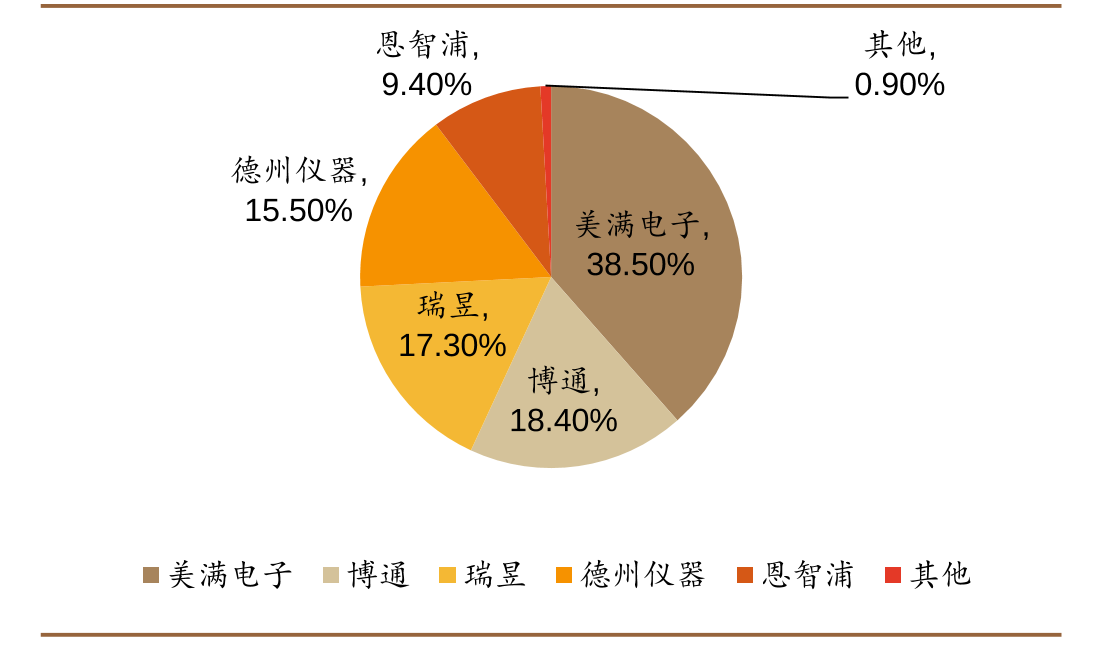 恩智浦,
9.40%
其他,
0.90%
德州仪器,
15.50%
美满电子,
38.50%
瑞昱,
17.30%
博通,
18.40%
美满电子 博通 瑞昱 德州仪器 恩智浦 其他